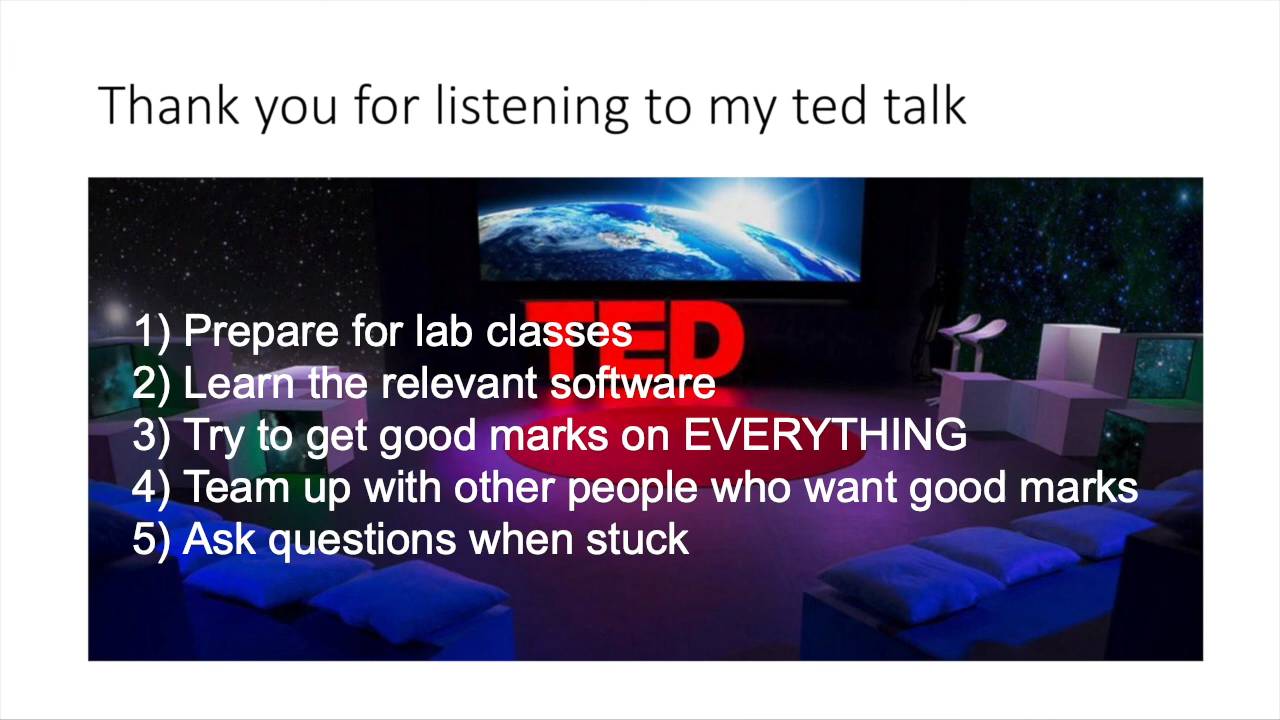 Thank you for listening to my ted talk
TED
1) Prepare for lab classes
2) Learn the relevant software
3) Try to get good marks on EVERYTHING
4) Team up with other people who want good marks
5) Ask questions when stuck